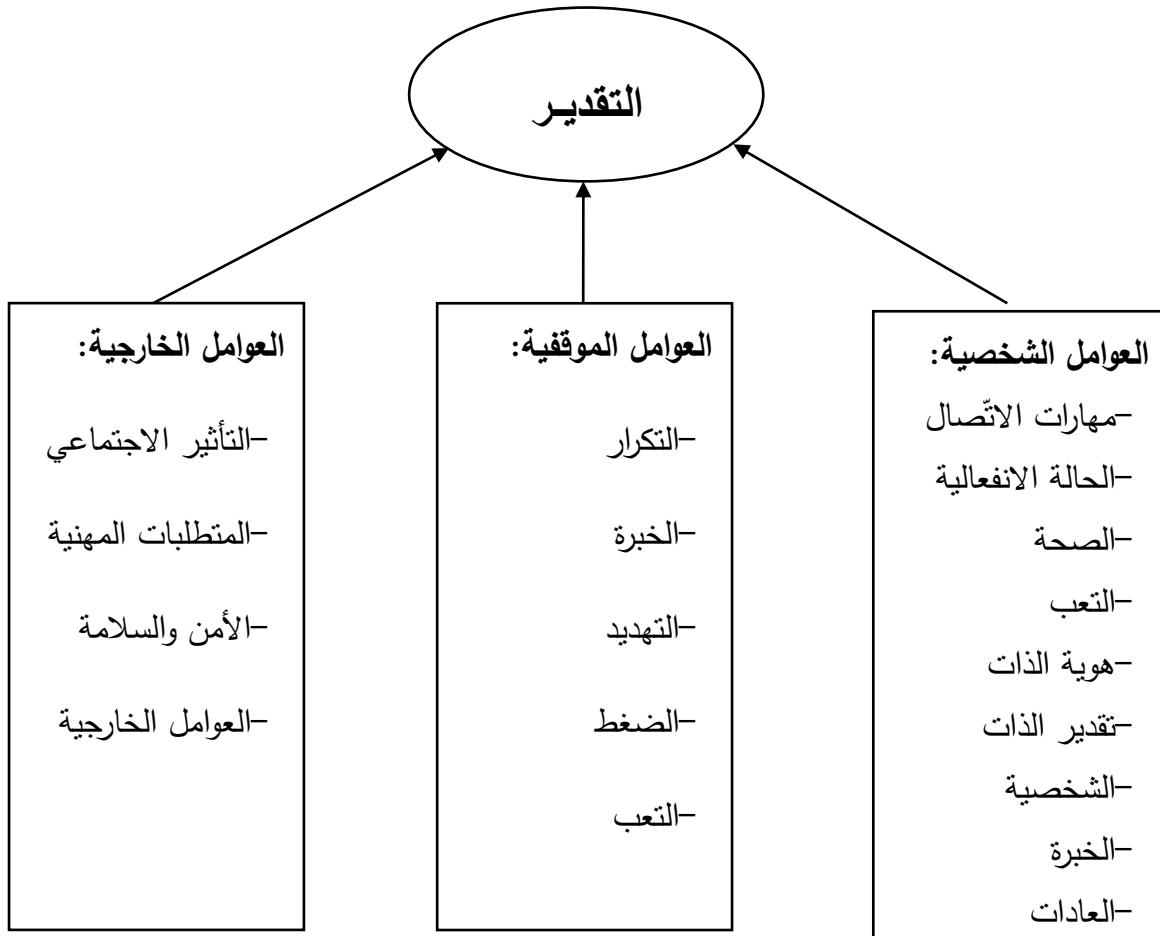 التقديـر
العوامل الشخصية:
-مهارات الاتّصال
-الحالة الانفعالية
-الصحة
-التعب
-هوية الذات
-تقدير الذات
-الشخصية
-الخبرة
-العادات
العوامل الموقفية:
-التكرار
-الخبرة
-التهديد
-الضغط
-التعب
العوامل الخارجية:
-التأثير الاجتماعي
-المتطلبات المهنية
-الأمن والسلامة
-العوامل الخارجية